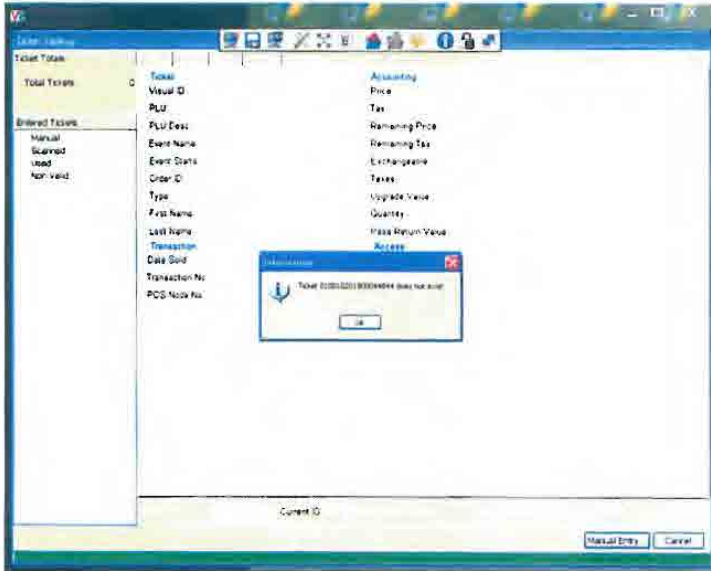 Ticket Lookup
Ticket Totals
Total Tickets 0
Entered Tickets
Manual
Scanned
Used
Non Valid
Ticket
Visual ID
PLU
PLU Desc
Event Name
Event Starts
Order ID
Type
First Name
Last Name
Transaction
Date Sold
Transaction No
POS Node No
Accounting
Price
Tax
Remaining Price
Remaining Tax
Exchangeable
Taxes
Upgrade Value
Quantity
Pass Return Value
Access
Information
Ticket does not exist
OK
Current ID
Manual Entry
Cancel